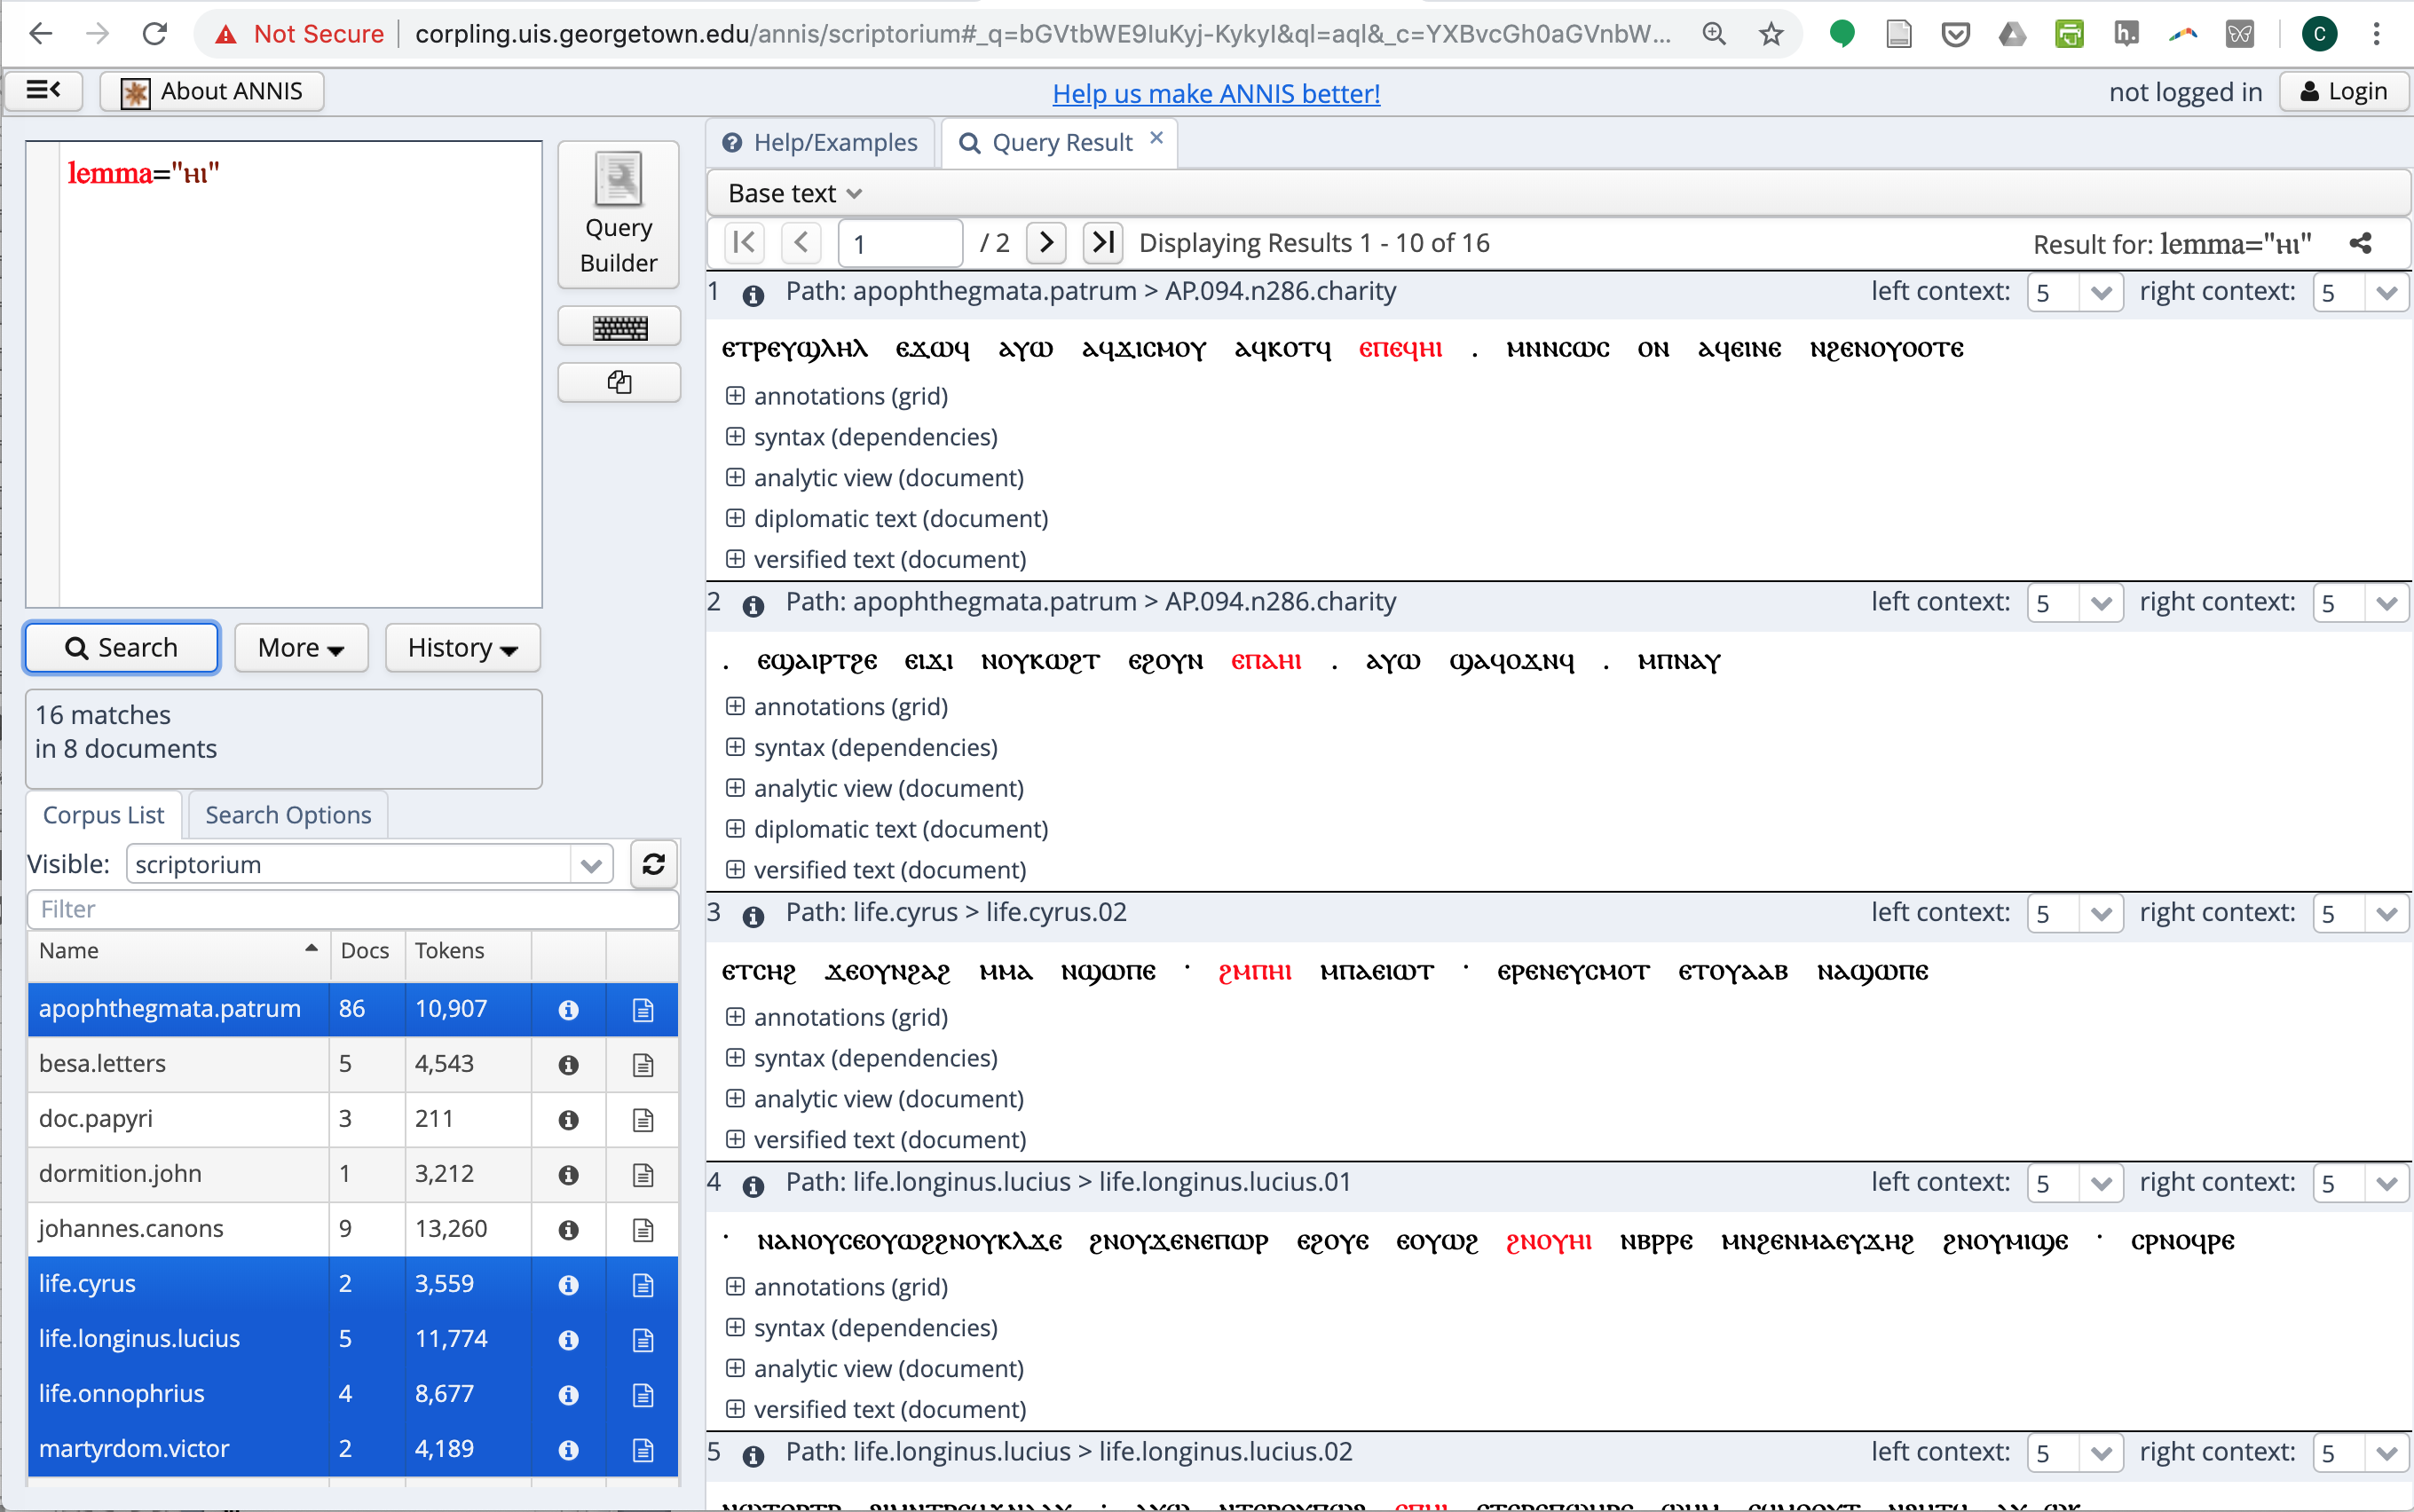 Not Secure | corpling.uis.georgetown.edu/annis/scriptorium#_q=bGVtbWE9IuKyj-KykyI&ql=aql&_c=YXBvcGh0aGVnbW... C
About ANNIS Help us make ANNIS better! not logged in Login
lemma="ⲏⲓ"
Query Builder
Search More History
16 matches
in 8 documents
Corpus List Search Options
Visible: scriptorium
Filter
Name Docs Tokens
apophthegmata.patrum 86 10,907
besa.letters 5 4,543
doc.papyri 3 211
dormition.john 1 3,212
johannes.canons 9 13,260
life.cyrus 2 3,559
life.longinus.lucius 5 11,774
life.onnophrius 4 8,677
martyrdom.victor 2 4,189
Help/Examples Query Result ×
Base text
1 / 2 Displaying Results 1 - 10 of 16 Result for: lemma="ⲏⲓ"
1 Path: apophthegmata.patrum > AP.094.n286.charity left context: 5 right context: 5
ⲉⲧⲣⲉⲩϣⲗⲏⲗ ⲉϫⲱϥ ⲁⲩⲱ ⲁϥϫⲓⲥⲙⲟⲩ ⲁϥⲕⲟⲧϥ ⲉⲡⲉϥⲏⲓ . ⲙⲛⲛⲥⲱⲥ ⲟⲛ ⲁϥⲉⲓⲛⲉ ⲛϩⲉⲛⲟⲩⲟⲟⲧⲉ
annotations (grid)
syntax (dependencies)
analytic view (document)
diplomatic text (document)
versified text (document)
2 Path: apophthegmata.patrum > AP.094.n286.charity left context: 5 right context: 5
. ⲉϣⲁⲓⲣⲧϩⲉ ⲉⲓϫⲓ ⲛⲟⲩⲕⲱϩⲧ ⲉϩⲟⲩⲛ ⲉⲡⲁⲏⲓ . ⲁⲩⲱ ϣⲁϥⲟϫⲛϥ . ⲙⲡⲛⲁⲩ
annotations (grid)
syntax (dependencies)
analytic view (document)
diplomatic text (document)
versified text (document)
3 Path: life.cyrus > life.cyrus.02 left context: 5 right context: 5
ⲉⲧⲥⲏϩ ϫⲉⲟⲩⲛϩⲁϩ ⲙⲙⲁ ⲛϣⲱⲡⲉ · ϩⲙⲡⲏⲓ ⲙⲡⲁⲉⲓⲱⲧ · ⲉⲣⲉⲛⲉⲩⲥⲙⲟⲧ ⲉⲧⲟⲩⲁⲁⲃ ⲛⲁϣⲱⲡⲉ
annotations (grid)
syntax (dependencies)
analytic view (document)
versified text (document)
4 Path: life.longinus.lucius > life.longinus.lucius.01 left context: 5 right context: 5
· ⲛⲁⲛⲟⲩⲥⲉⲟⲩⲱϩϩⲛⲟⲩⲕⲗϫⲉ ϩⲛⲟⲩϫⲉⲛⲉⲡⲱⲣ ⲉϩⲟⲩⲉ ⲉⲟⲩⲱϩ ϩⲛⲟⲩⲏⲓ ⲛⲃⲣⲣⲉ ⲙⲛϩⲉⲛⲙⲁⲉⲩϫⲏϩ ϩⲛⲟⲩⲙⲓϣⲉ · ⲥⲣⲛⲟϥⲣⲉ
annotations (grid)
syntax (dependencies)
analytic view (document)
versified text (document)
5 Path: life.longinus.lucius > life.longinus.lucius.02 left context: 5 right context: 5